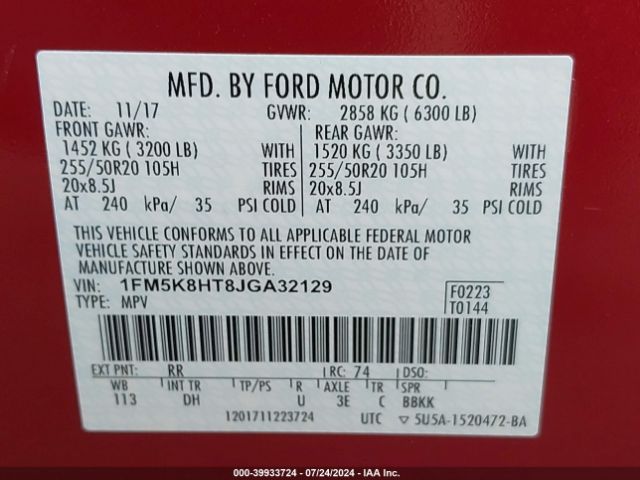 MFD. BY FORD MOTOR CO.
DATE: 11/17 GVWR: 2858 KG ( 6300 LB)
FRONT GAWR: REAR GAWR:
1452 KG ( 3200 LB) WITH 1520 KG ( 3350 LB) WITH
255/50R20 105H TIRES 255/50R20 105H TIRES
20x8.5J RIMS 20x8.5J RIMS
AT 240 kPa/ 35 PSI COLD AT 240 kPa/ 35 PSI COLD
THIS VEHICLE CONFORMS TO ALL APPLICABLE FEDERAL MOTOR
VEHICLE SAFETY STANDARDS IN EFFECT ON THE DATE OF
MANUFACTURE SHOWN ABOVE.
VIN: 1FM5K8HT8JGA32129 F0223
TYPE: MPV T0144
EXT PNT: RR RC: 74 DSO:
WB INT TR TP/PS R AXLE TR SPR
113 DH U 3E C BBKK
1201711223724 UTC ▽ 5U5A-1520472-BA
000-39933724 - 07/24/2024 - IAAI.COM